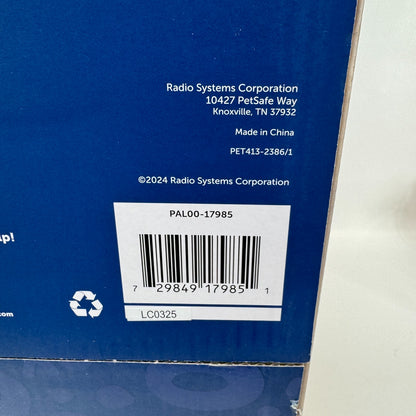 Radio Systems Corporation
10427 PetSafe Way
Knoxville, TN 37932
Made in China
PET413-2386/1
©2024 Radio Systems Corporation
PAL00-17985
7 29849 17985 1
LC0325